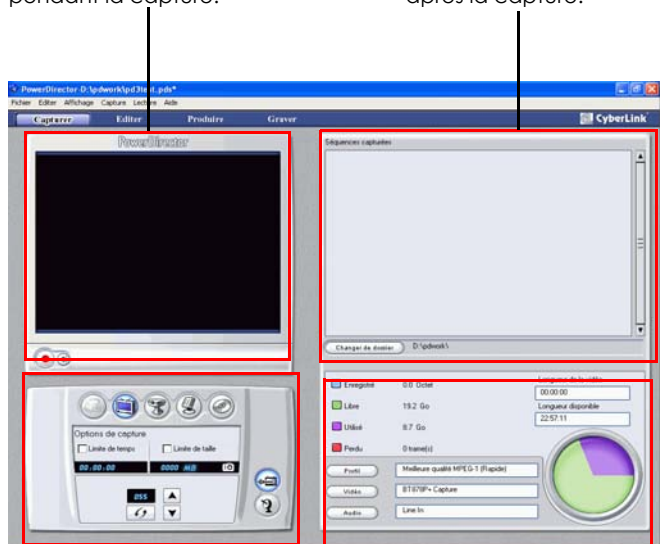 pendant la capture.
après la capture.
PowerDirector-D:\pdwork\pd3test.pds*
Fichier Editer Affichage Capture Lecture Aide
Capturer Editer Produire Graver CyberLink
PowerDirector
Séquences capturées
Changer de dossier D:\pdwork\
Enregistré 0.0 Octet
Longueur de la vidéo
00:00:00
Libre 19.2 Go
Longueur disponible
22:57:11
Utilisé 8.7 Go
Perdu 0 trame(s)
Profil Meilleure qualité MPEG-1 (Rapide)
Vidéo BT878P+ Capture
Audio Line In
Options de capture
Limite de temps Limite de taille
00:00:00 0000 MB
055